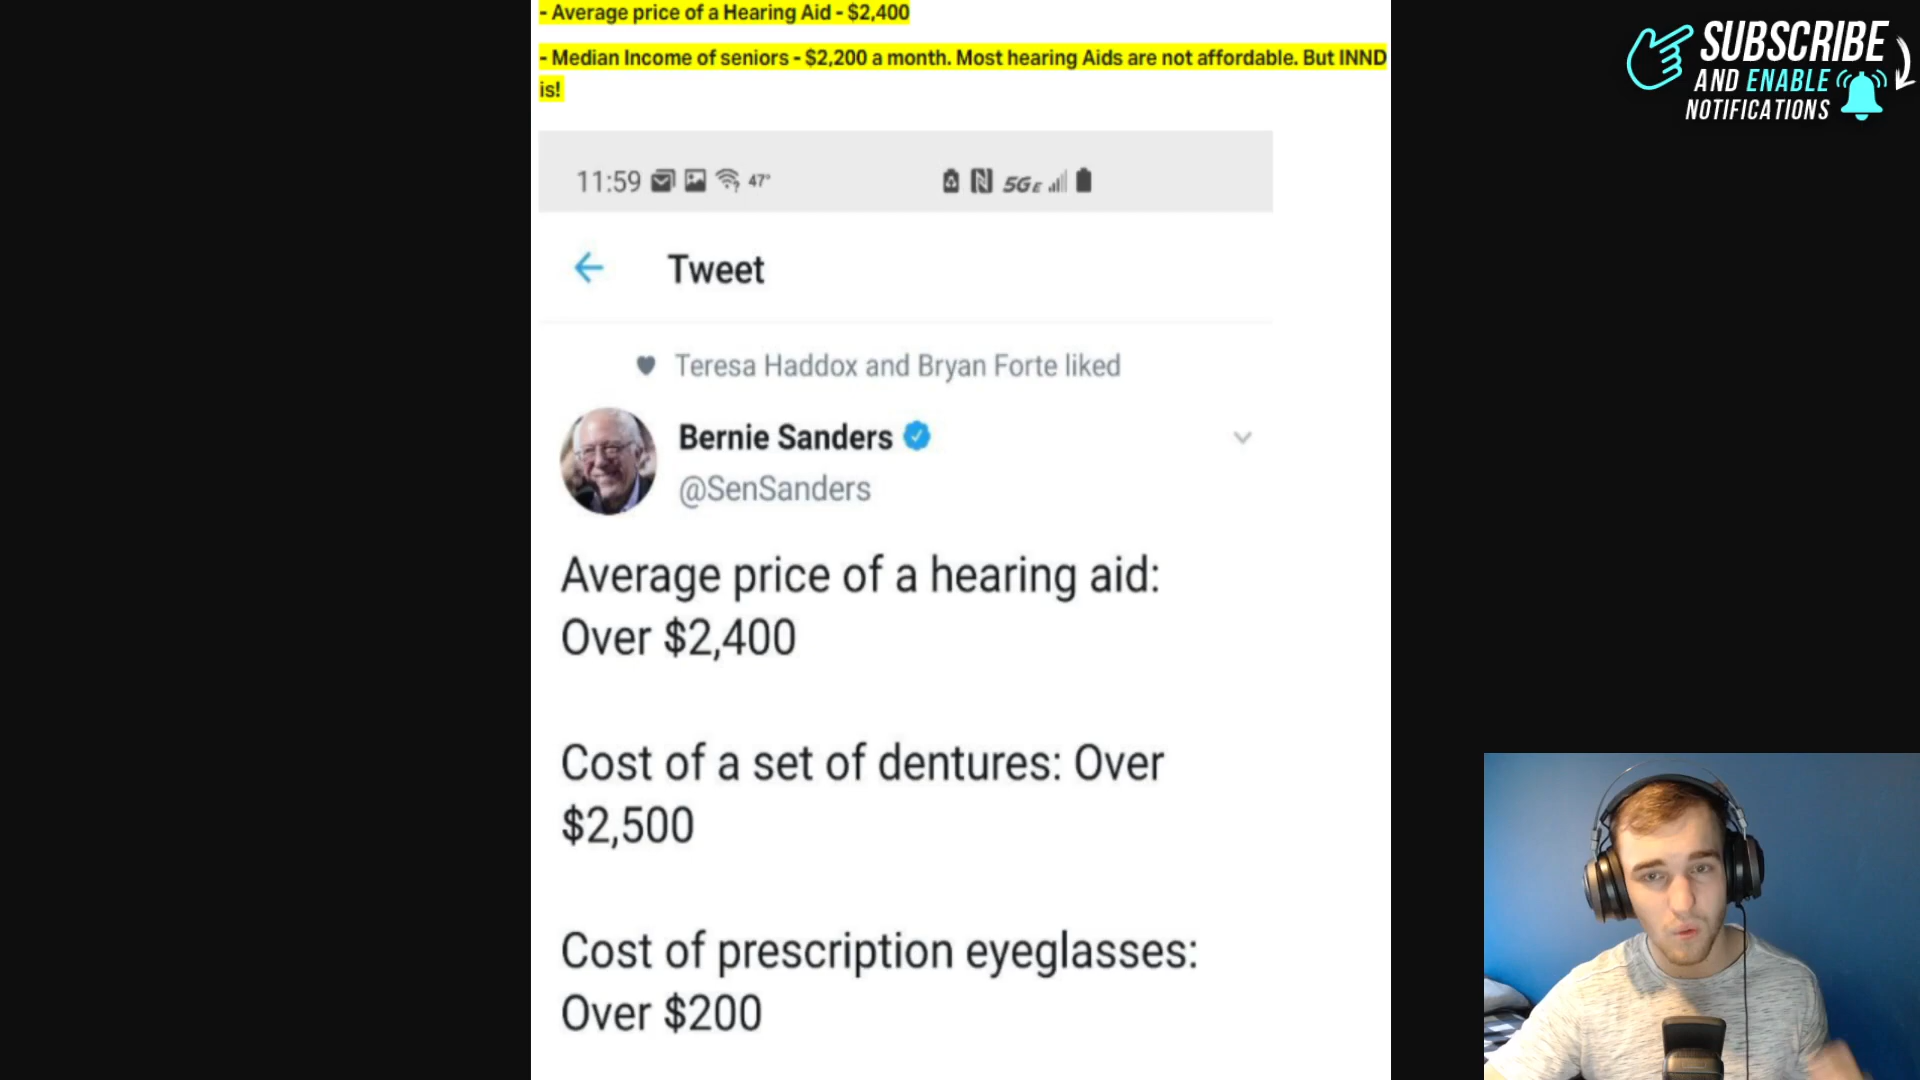 - Average price of a Hearing Aid - $2,400
- Median Income of seniors - $2,200 a month. Most hearing Aids are not affordable. But INND
is!
SUBSCRIBE
AND ENABLE
NOTIFICATIONS
11:59 47° 5GE
Tweet
Teresa Haddox and Bryan Forte liked
Bernie Sanders
@SenSanders
Average price of a hearing aid:
Over $2,400
Cost of a set of dentures: Over
$2,500
Cost of prescription eyeglasses:
Over $200